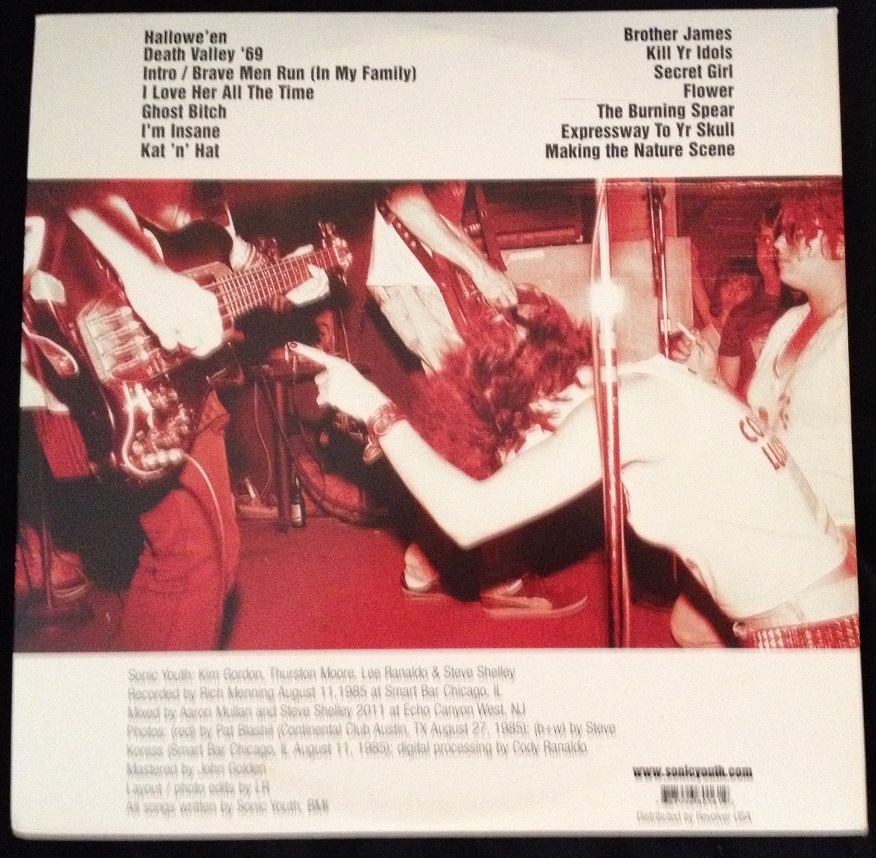 Hallowe'en
Death Valley '69
Intro / Brave Men Run (In My Family)
I Love Her All The Time
Ghost Bitch
I'm Insane
Kat 'n' Hat
Brother James
Kill Yr Idols
Secret Girl
Flower
The Burning Spear
Expressway To Yr Skull
Making the Nature Scene
Sonic Youth: Kim Gordon, Thurston Moore, Lee Ranaldo & Steve Shelley
Recorded by Rich Menning August 11,1985 at Smart Bar Chicago, IL
Mixed by Aaron Mullan and Steve Shelley 2011 at Echo Canyon West, NJ
Photos: (red) by Pat Blashill (Continental Club Austin, TX August 27, 1985); (b+w) by Steve
Koress (Smart Bar Chicago, IL August 11, 1985); digital processing by Cody Ranaldo
Mastered by John Golden
Layout / photo edits by LR
All songs written by Sonic Youth, BMI
www.sonicyouth.com
Distributed by Revolver USA